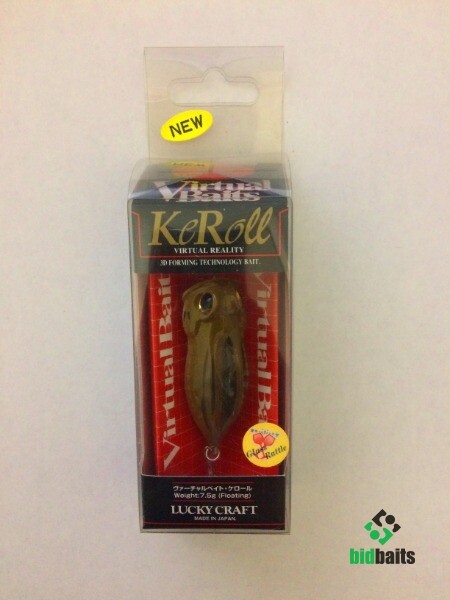 NEW
Virtual
Baits
KeRoll
VIRTUAL REALITY
3D FORMING TECHNOLOGY BAIT.
Virtual Bait
Virtual Bait
Glass Rattle
ヴァーチャルベイト・ケロール
Weight:7.5g (Floating)
LUCKY CRAFT
MADE IN JAPAN.
bidbaits